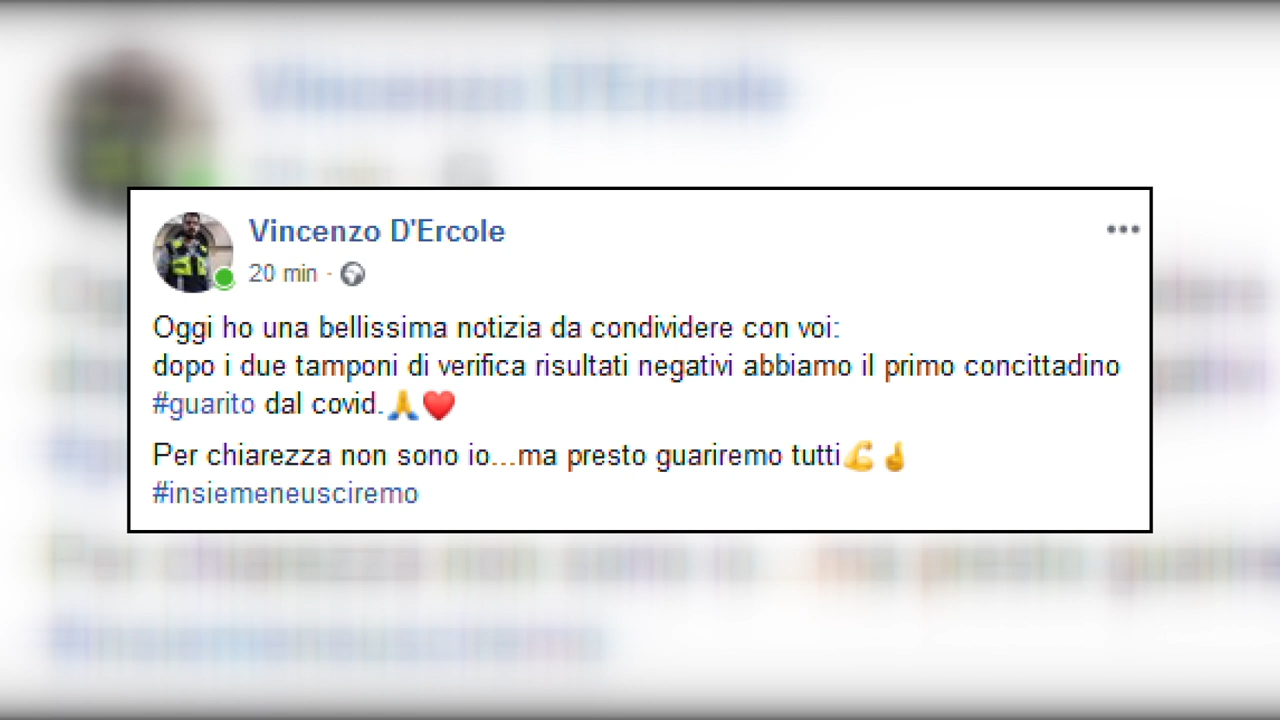 Vincenzo D'Ercole
20 min ·
Oggi ho una bellissima notizia da condividere con voi:
dopo i due tamponi di verifica risultati negativi abbiamo il primo concittadino
#guarito dal covid.🙏❤️
Per chiarezza non sono io...ma presto guariremo tutti💪🤞
#insiemeneusciremo